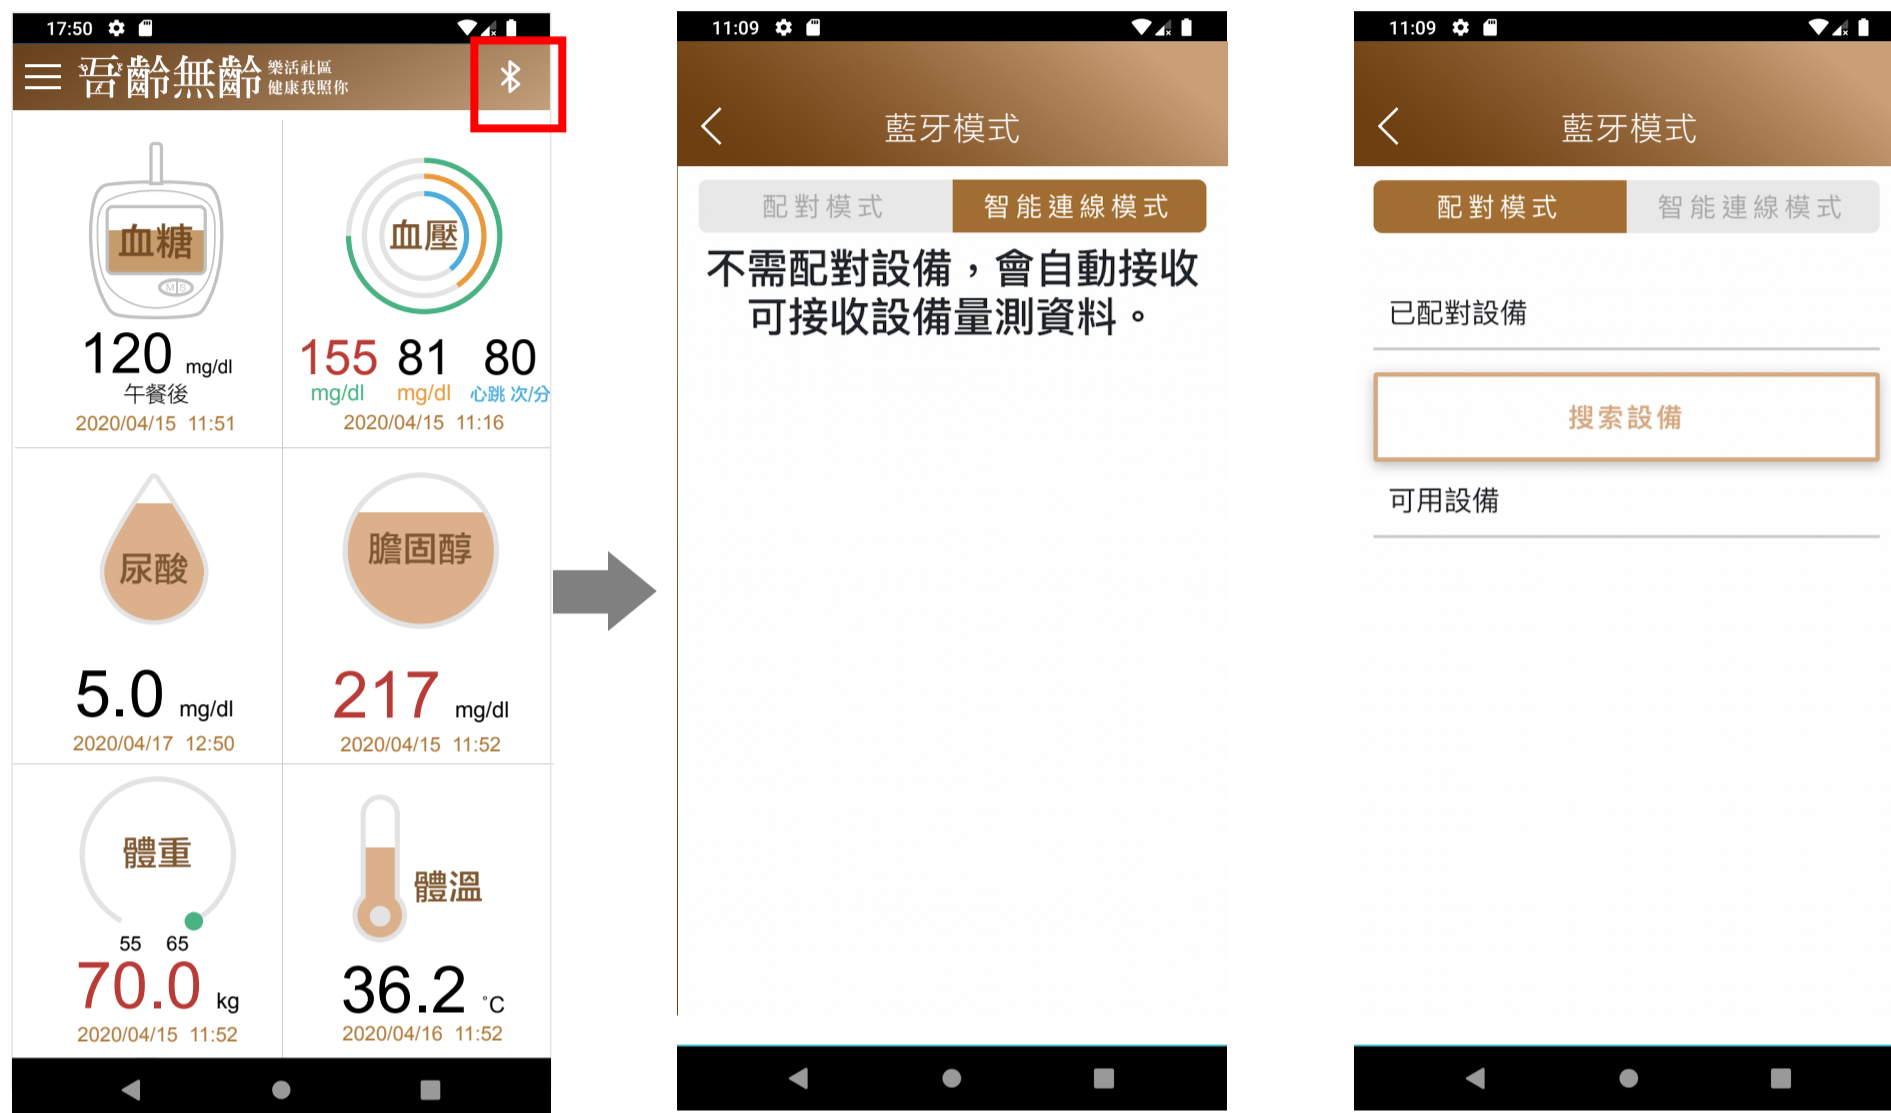 17:50
吾齡無齡
樂活社區
健康我照你
血糖
M S
120 mg/dl
午餐後
2020/04/15 11:51
血壓
155 81 80
mg/dl mg/dl 心跳 次/分
2020/04/15 11:16
尿酸
5.0 mg/dl
2020/04/17 12:50
膽固醇
217 mg/dl
2020/04/15 11:52
體重
55 65
70.0 kg
2020/04/15 11:52
體溫
36.2 °C
2020/04/16 11:52
11:09
藍牙模式
配對模式 智能連線模式
不需配對設備，會自動接收
可接收設備量測資料。
11:09
藍牙模式
配對模式 智能連線模式
已配對設備
搜索設備
可用設備